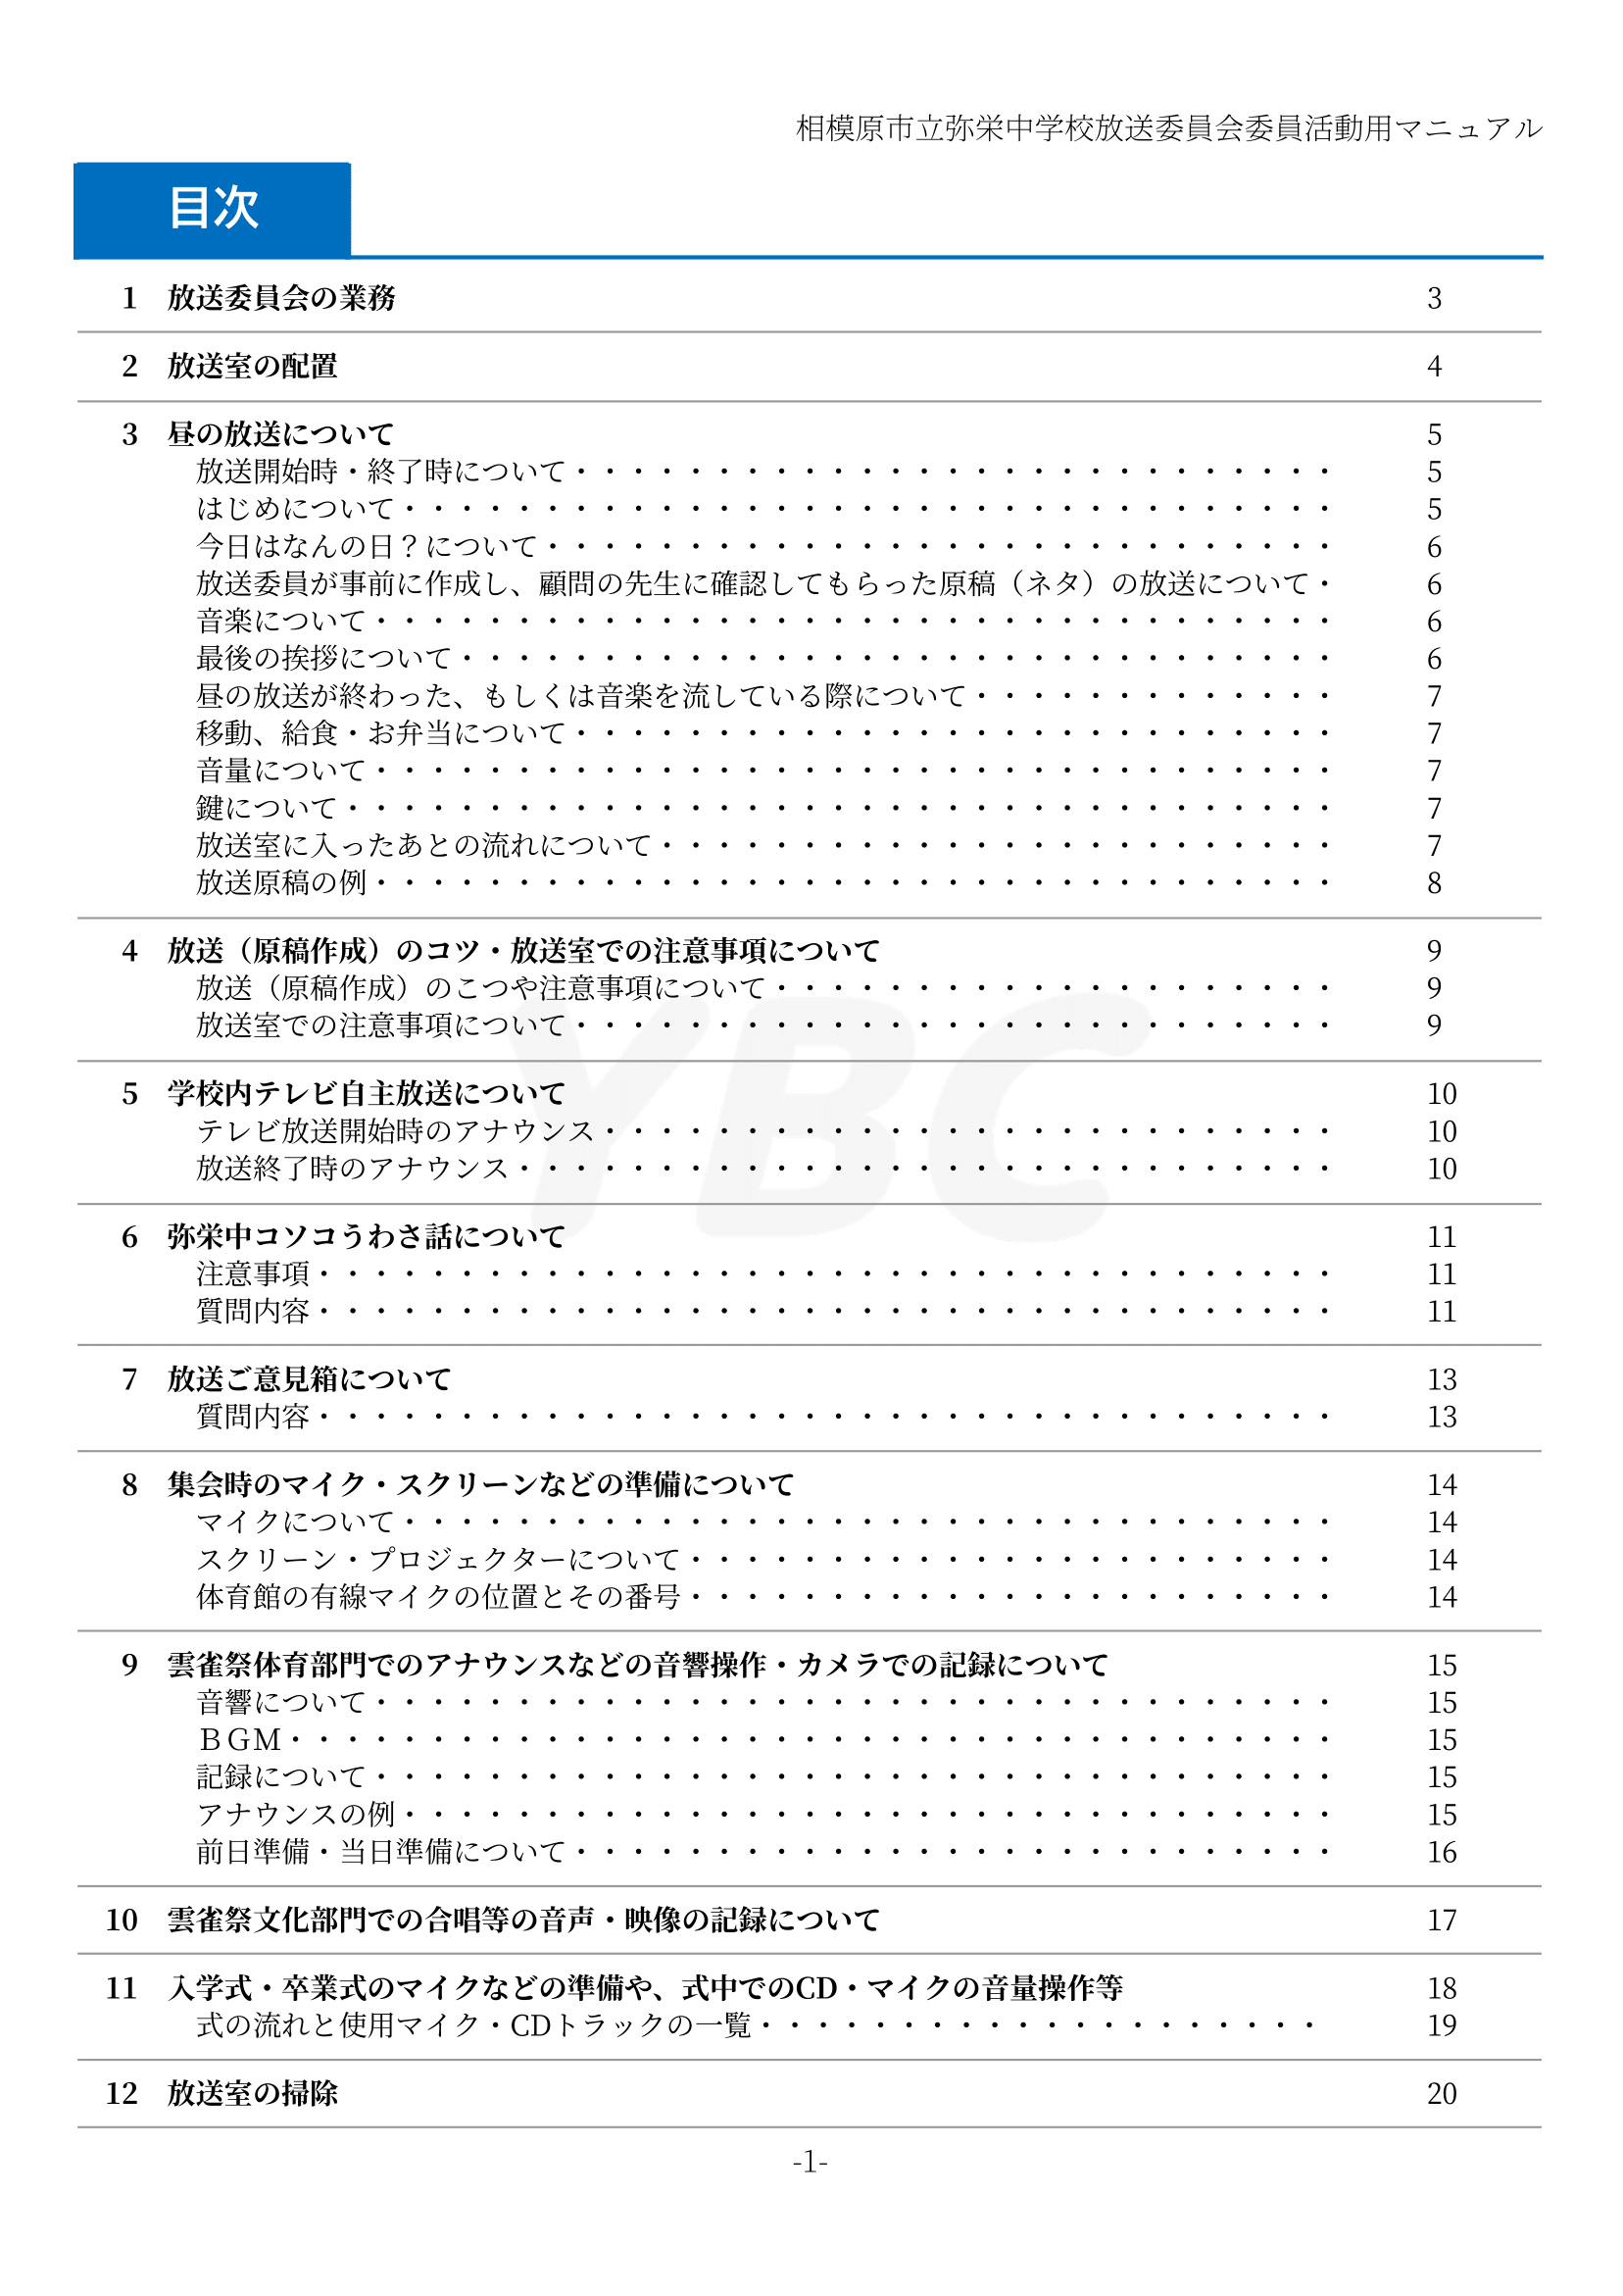 相模原市立弥栄中学校放送委員会委員活動用マニュアル
目次
1 放送委員会の業務 3
2 放送室の配置 4
3 昼の放送について 5
放送開始時・終了時について・・・・・・・・・・・・・・・・・・・・・・・・・・・ 5
はじめについて・・・・・・・・・・・・・・・・・・・・・・・・・・・・・・・・・ 5
今日はなんの日？について・・・・・・・・・・・・・・・・・・・・・・・・・・・・ 6
放送委員が事前に作成し、顧問の先生に確認してもらった原稿（ネタ）の放送について・ 6
音楽について・・・・・・・・・・・・・・・・・・・・・・・・・・・・・・・・・・ 6
最後の挨拶について・・・・・・・・・・・・・・・・・・・・・・・・・・・・・・・ 6
昼の放送が終わった、もしくは音楽を流している際について・・・・・・・・・・・・・ 7
移動、給食・お弁当について・・・・・・・・・・・・・・・・・・・・・・・・・・・ 7
音量について・・・・・・・・・・・・・・・・・・・・・・・・・・・・・・・・・・ 7
鍵について・・・・・・・・・・・・・・・・・・・・・・・・・・・・・・・・・・・ 7
放送室に入ったあとの流れについて・・・・・・・・・・・・・・・・・・・・・・・・ 7
放送原稿の例・・・・・・・・・・・・・・・・・・・・・・・・・・・・・・・・・・ 8
4 放送（原稿作成）のコツ・放送室での注意事項について 9
放送（原稿作成）のこつや注意事項について・・・・・・・・・・・・・・・・・・・・ 9
放送室での注意事項について・・・・・・・・・・・・・・・・・・・・・・・・・・・ 9
YBC
5 学校内テレビ自主放送について 10
テレビ放送開始時のアナウンス・・・・・・・・・・・・・・・・・・・・・・・・・・ 10
放送終了時のアナウンス・・・・・・・・・・・・・・・・・・・・・・・・・・・・・ 10
6 弥栄中コソコうわさ話について 11
注意事項・・・・・・・・・・・・・・・・・・・・・・・・・・・・・・・・・・・・ 11
質問内容・・・・・・・・・・・・・・・・・・・・・・・・・・・・・・・・・・・・ 11
7 放送ご意見箱について 13
質問内容・・・・・・・・・・・・・・・・・・・・・・・・・・・・・・・・・・・・ 13
8 集会時のマイク・スクリーンなどの準備について 14
マイクについて・・・・・・・・・・・・・・・・・・・・・・・・・・・・・・・・・ 14
スクリーン・プロジェクターについて・・・・・・・・・・・・・・・・・・・・・・・ 14
体育館の有線マイクの位置とその番号・・・・・・・・・・・・・・・・・・・・・・・ 14
9 雲雀祭体育部門でのアナウンスなどの音響操作・カメラでの記録について 15
音響について・・・・・・・・・・・・・・・・・・・・・・・・・・・・・・・・・・ 15
ＢＧＭ・・・・・・・・・・・・・・・・・・・・・・・・・・・・・・・・・・・・・ 15
記録について・・・・・・・・・・・・・・・・・・・・・・・・・・・・・・・・・・ 15
アナウンスの例・・・・・・・・・・・・・・・・・・・・・・・・・・・・・・・・・ 15
前日準備・当日準備について・・・・・・・・・・・・・・・・・・・・・・・・・・・ 16
10 雲雀祭文化部門での合唱等の音声・映像の記録について 17
11 入学式・卒業式のマイクなどの準備や、式中でのCD・マイクの音量操作等 18
式の流れと使用マイク・CDトラックの一覧・・・・・・・・・・・・・・・・・・・・ 19
12 放送室の掃除 20
-1-